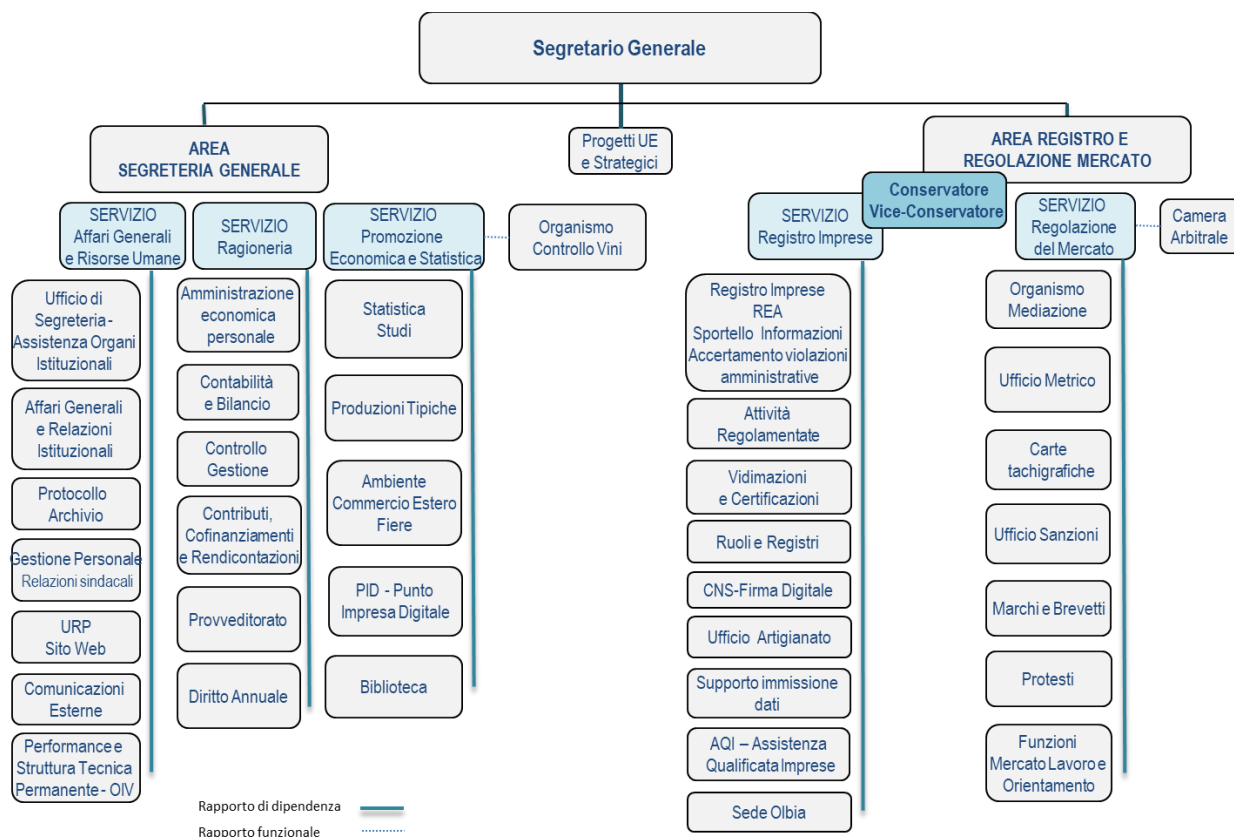 Segretario Generale
AREA
SEGRETERIA GENERALE
Progetti UE
e Strategici
AREA REGISTRO E
REGOLAZIONE MERCATO
Conservatore
Vice-Conservatore
SERVIZIO
Affari Generali
e Risorse Umane
SERVIZIO
Ragioneria
SERVIZIO
Promozione
Economica e Statistica
Organismo
Controllo Vini
SERVIZIO
Registro Imprese
SERVIZIO
Regolazione
del Mercato
Camera
Arbitrale
Ufficio di
Segreteria -
Assistenza Organi
Istituzionali
Affari Generali
e Relazioni
Istituzionali
Protocollo
Archivio
Gestione Personale
Relazioni sindacali
URP
Sito Web
Comunicazioni
Esterne
Performance e
Struttura Tecnica
Permanente - OIV
Amministrazione
economica
personale
Contabilità
e Bilancio
Controllo
Gestione
Contributi,
Cofinanziamenti
e Rendicontazioni
Provveditorato
Diritto Annuale
Statistica
Studi
Produzioni Tipiche
Ambiente
Commercio Estero
Fiere
PID - Punto
Impresa Digitale
Biblioteca
Registro Imprese
REA
Sportello Informazioni
Accertamento violazioni
amministrative
Attività
Regolamentate
Vidimazioni
e Certificazioni
Ruoli e Registri
CNS-Firma Digitale
Ufficio Artigianato
Supporto immissione
dati
AQI – Assistenza
Qualificata Imprese
Sede Olbia
Organismo
Mediazione
Ufficio Metrico
Carte
tachigrafiche
Ufficio Sanzioni
Marchi e Brevetti
Protesti
Funzioni
Mercato Lavoro e
Orientamento
Rapporto di dipendenza
Rapporto funzionale